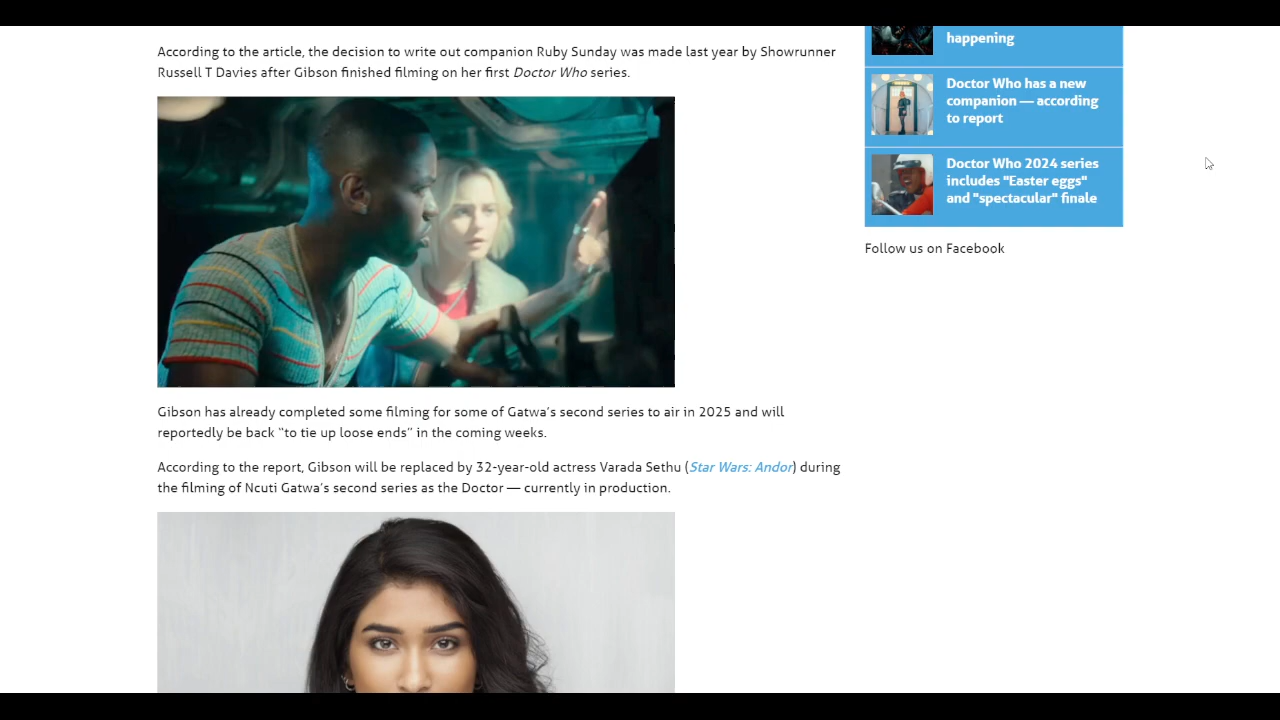 According to the article, the decision to write out companion Ruby Sunday was made last year by Showrunner
Russell T Davies after Gibson finished filming on her first Doctor Who series.
Gibson has already completed some filming for some of Gatwa’s second series to air in 2025 and will
reportedly be back “to tie up loose ends” in the coming weeks.
According to the report, Gibson will be replaced by 32-year-old actress Varada Sethu (Star Wars: Andor) during
the filming of Ncuti Gatwa’s second series as the Doctor — currently in production.
happening
Doctor Who has a new
companion — according
to report
Doctor Who 2024 series
includes "Easter eggs"
and "spectacular" finale
Follow us on Facebook